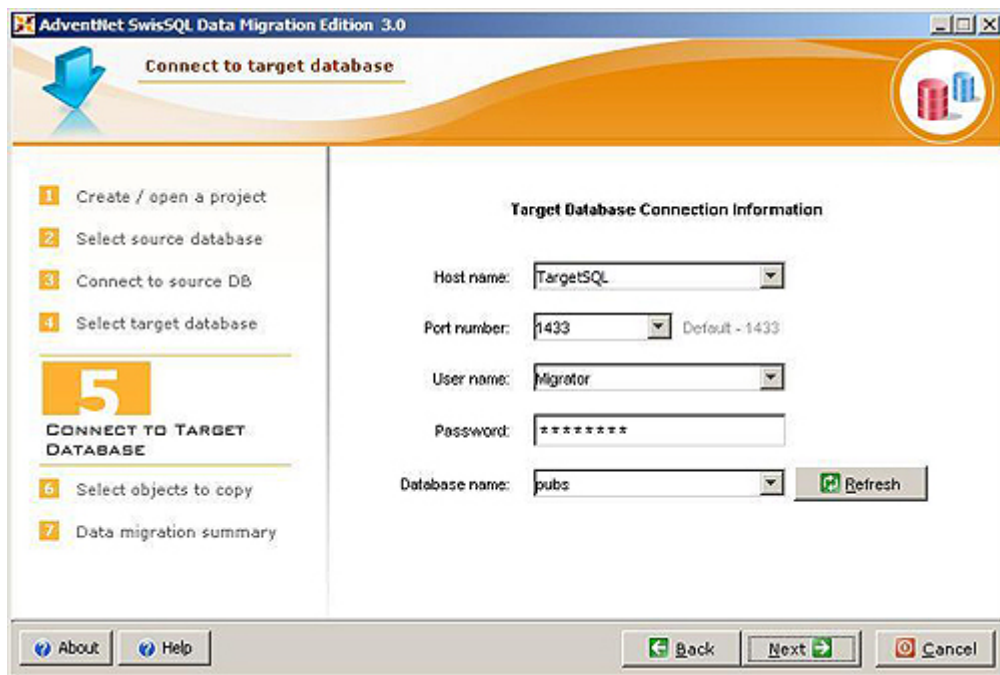 AdventNet SwisSQL Data Migration Edition 3.0
Connect to target database
1 Create / open a project
2 Select source database
3 Connect to source DB
4 Select target database
5
CONNECT TO TARGET
DATABASE
6 Select objects to copy
7 Data migration summary
Target Database Connection Information
Host name: TargetSQL
Port number: 1433 Default - 1433
User name: Migrator
Password: ********
Database name: pubs Refresh
About Help Back Next Cancel